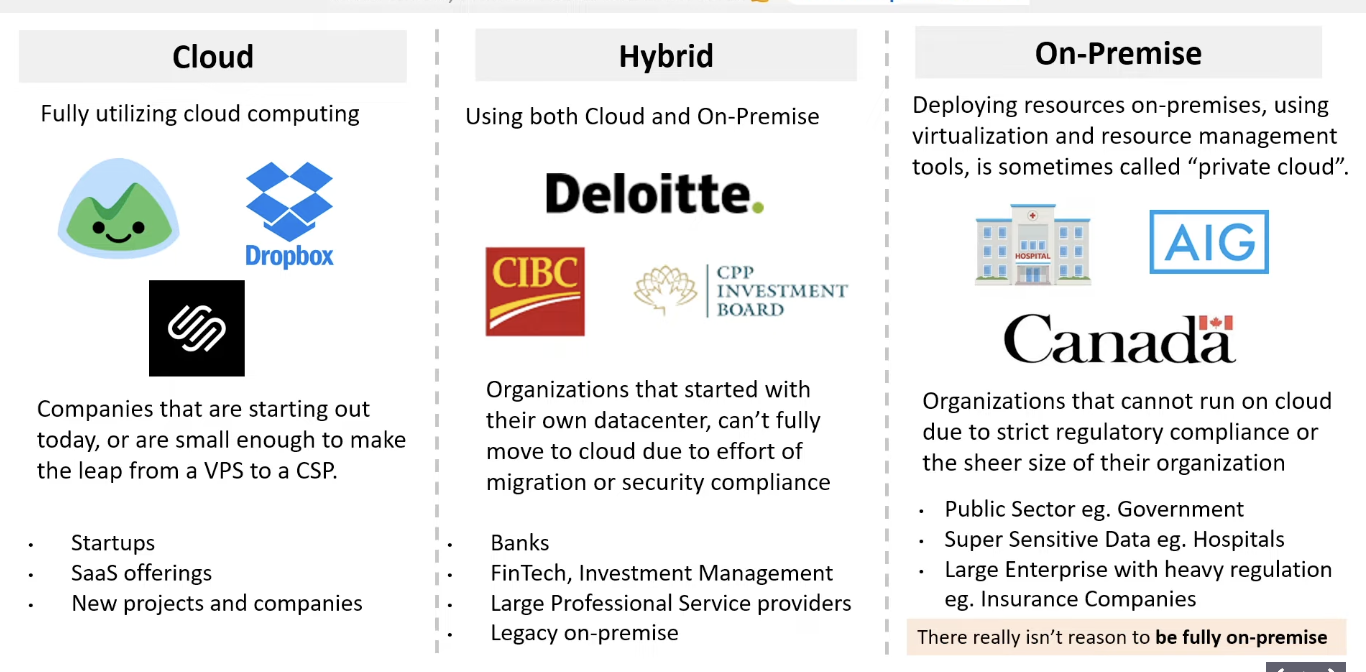 Cloud
Fully utilizing cloud computing
Dropbox
Companies that are starting out
today, or are small enough to make
the leap from a VPS to a CSP.
· Startups
· SaaS offerings
· New projects and companies
Hybrid
Using both Cloud and On-Premise
Deloitte.
CIBC
CPP
INVESTMENT
BOARD
Organizations that started with
their own datacenter, can’t fully
move to cloud due to effort of
migration or security compliance
· Banks
· FinTech, Investment Management
· Large Professional Service providers
· Legacy on-premise
On-Premise
Deploying resources on-premises, using
virtualization and resource management
tools, is sometimes called “private cloud”.
HOSPITAL
AIG
Canada
Organizations that cannot run on cloud
due to strict regulatory compliance or
the sheer size of their organization
· Public Sector eg. Government
· Super Sensitive Data eg. Hospitals
· Large Enterprise with heavy regulation
eg. Insurance Companies
There really isn’t reason to be fully on-premise